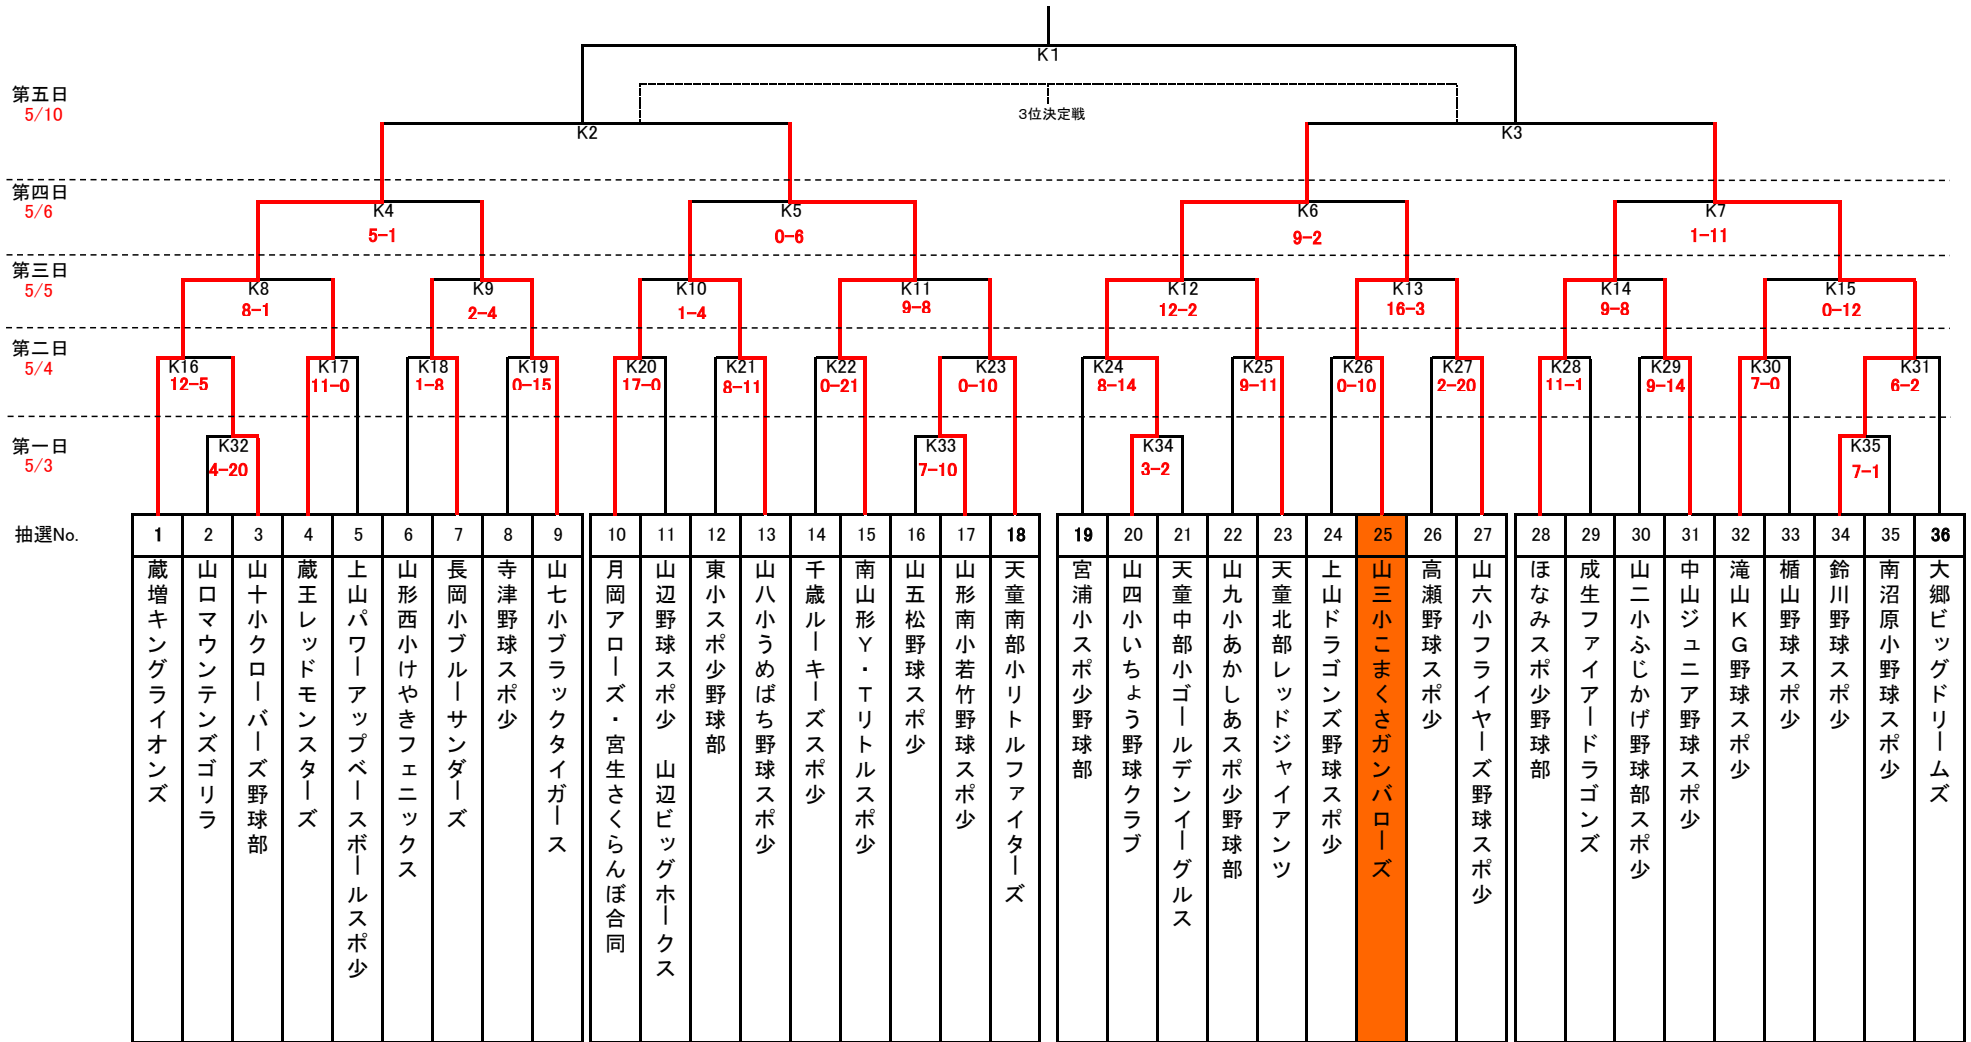 K1
第五日
5/10
3位決定戦
K2
K3
第四日
5/6
K4
K5
K6
K7
5-1
0-6
9-2
1-11
第三日
5/5
K8
K9
K10
K11
K12
K13
K14
K15
8-1
2-4
1-4
9-8
12-2
16-3
9-8
0-12
第二日
5/4
K16
K17
K18
K19
K20
K21
K22
K23
K24
K25
K26
K27
K28
K29
K30
K31
12-5
11-0
1-8
0-15
17-0
8-11
0-21
0-10
8-14
9-11
0-10
2-20
11-1
9-14
7-0
6-2
第一日
5/3
K32
K33
K34
K35
4-20
7-10
3-2
7-1
抽選No.
1
2
3
4
5
6
7
8
9
10
11
12
13
14
15
16
17
18
19
20
21
22
23
24
25
26
27
28
29
30
31
32
33
34
35
36
蔵増キングライオンズ
山口マウンテンズゴリラ
山十小クローバーズ野球部
蔵王レッドモンスターズ
上山パワーアップベースボールスポ少
山形西小けやきフェニックス
長岡小ブルーサンダーズ
寺津野球スポ少
山七小ブラックタイガース
月岡アローズ・宮生さくらんぼ合同
山辺野球スポ少 山辺ビッグホークス
東小スポ少野球部
山八小うめばち野球スポ少
千歳ルーキーズスポ少
南山形Y・Tリトルスポ少
山五松野球スポ少
山形南小若竹野球スポ少
天童南部小リトルファイターズ
宮浦小スポ少野球部
山四小いちょう野球クラブ
天童中部小ゴールデンイーグルス
山九小あかしあスポ少野球部
天童北部レッドジャイアンツ
上山ドラゴンズ野球スポ少
山三小こまくさガンバローズ
高瀬野球スポ少
山六小フライヤーズ野球スポ少
ほなみスポ少野球部
成生ファイアードラゴンズ
山二小ふじかげ野球部スポ少
中山ジュニア野球スポ少
滝山KG野球スポ少
楯山野球スポ少
鈴川野球スポ少
南沼原小野球スポ少
大郷ビッグドリームズ